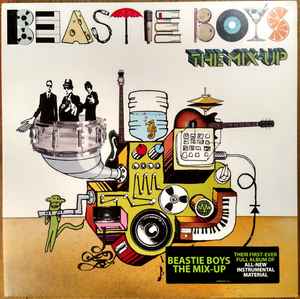 BEASTIE BOYS
THE MIX-UP
BEASTIE BOYS
THE MIX-UP
THEIR FIRST-EVER
FULL ALBUM OF
ALL-NEW
INSTRUMENTAL
MATERIAL